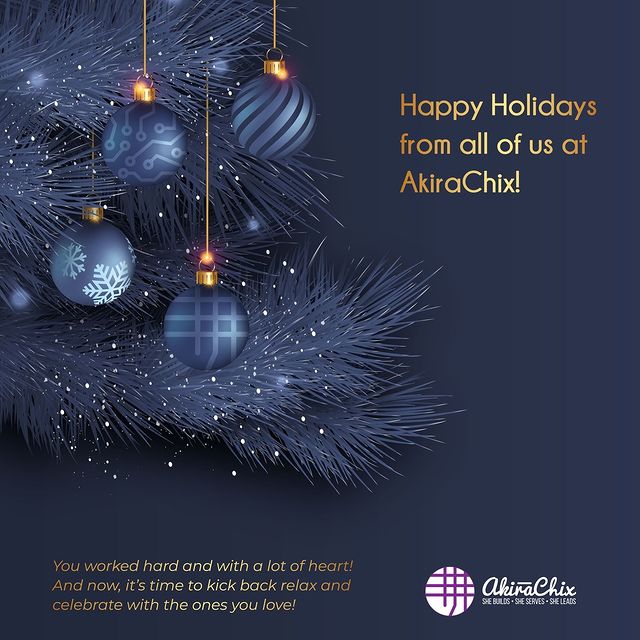 Happy Holidays
from all of us at
AkiraChix!
You worked hard and with a lot of heart!
And now, it's time to kick back relax and
celebrate with the ones you love!
AkiraChix
SHE BUILDS • SHE SERVES • SHE LEADS